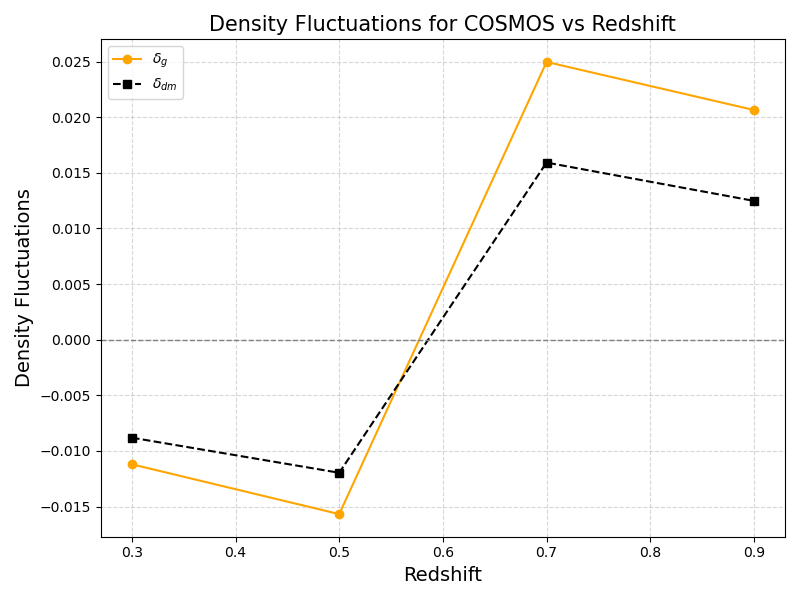 Density Fluctuations for COSMOS vs Redshift
δg
δdm
Density Fluctuations
0.025
0.020
0.015
0.010
0.005
0.000
−0.005
−0.010
−0.015
0.3 0.4 0.5 0.6 0.7 0.8 0.9
Redshift